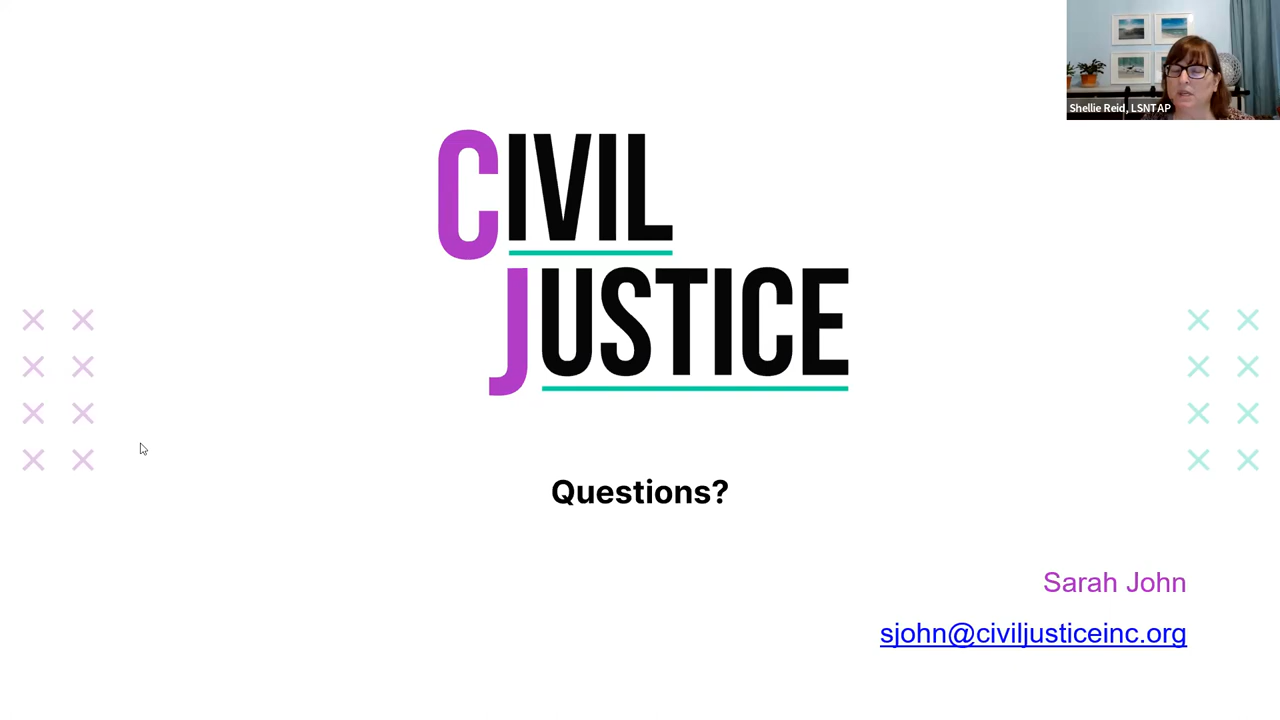 Shellie Reid, LSNTAP
CIVIL
JUSTICE
Questions?
Sarah John
sjohn@civiljusticeinc.org